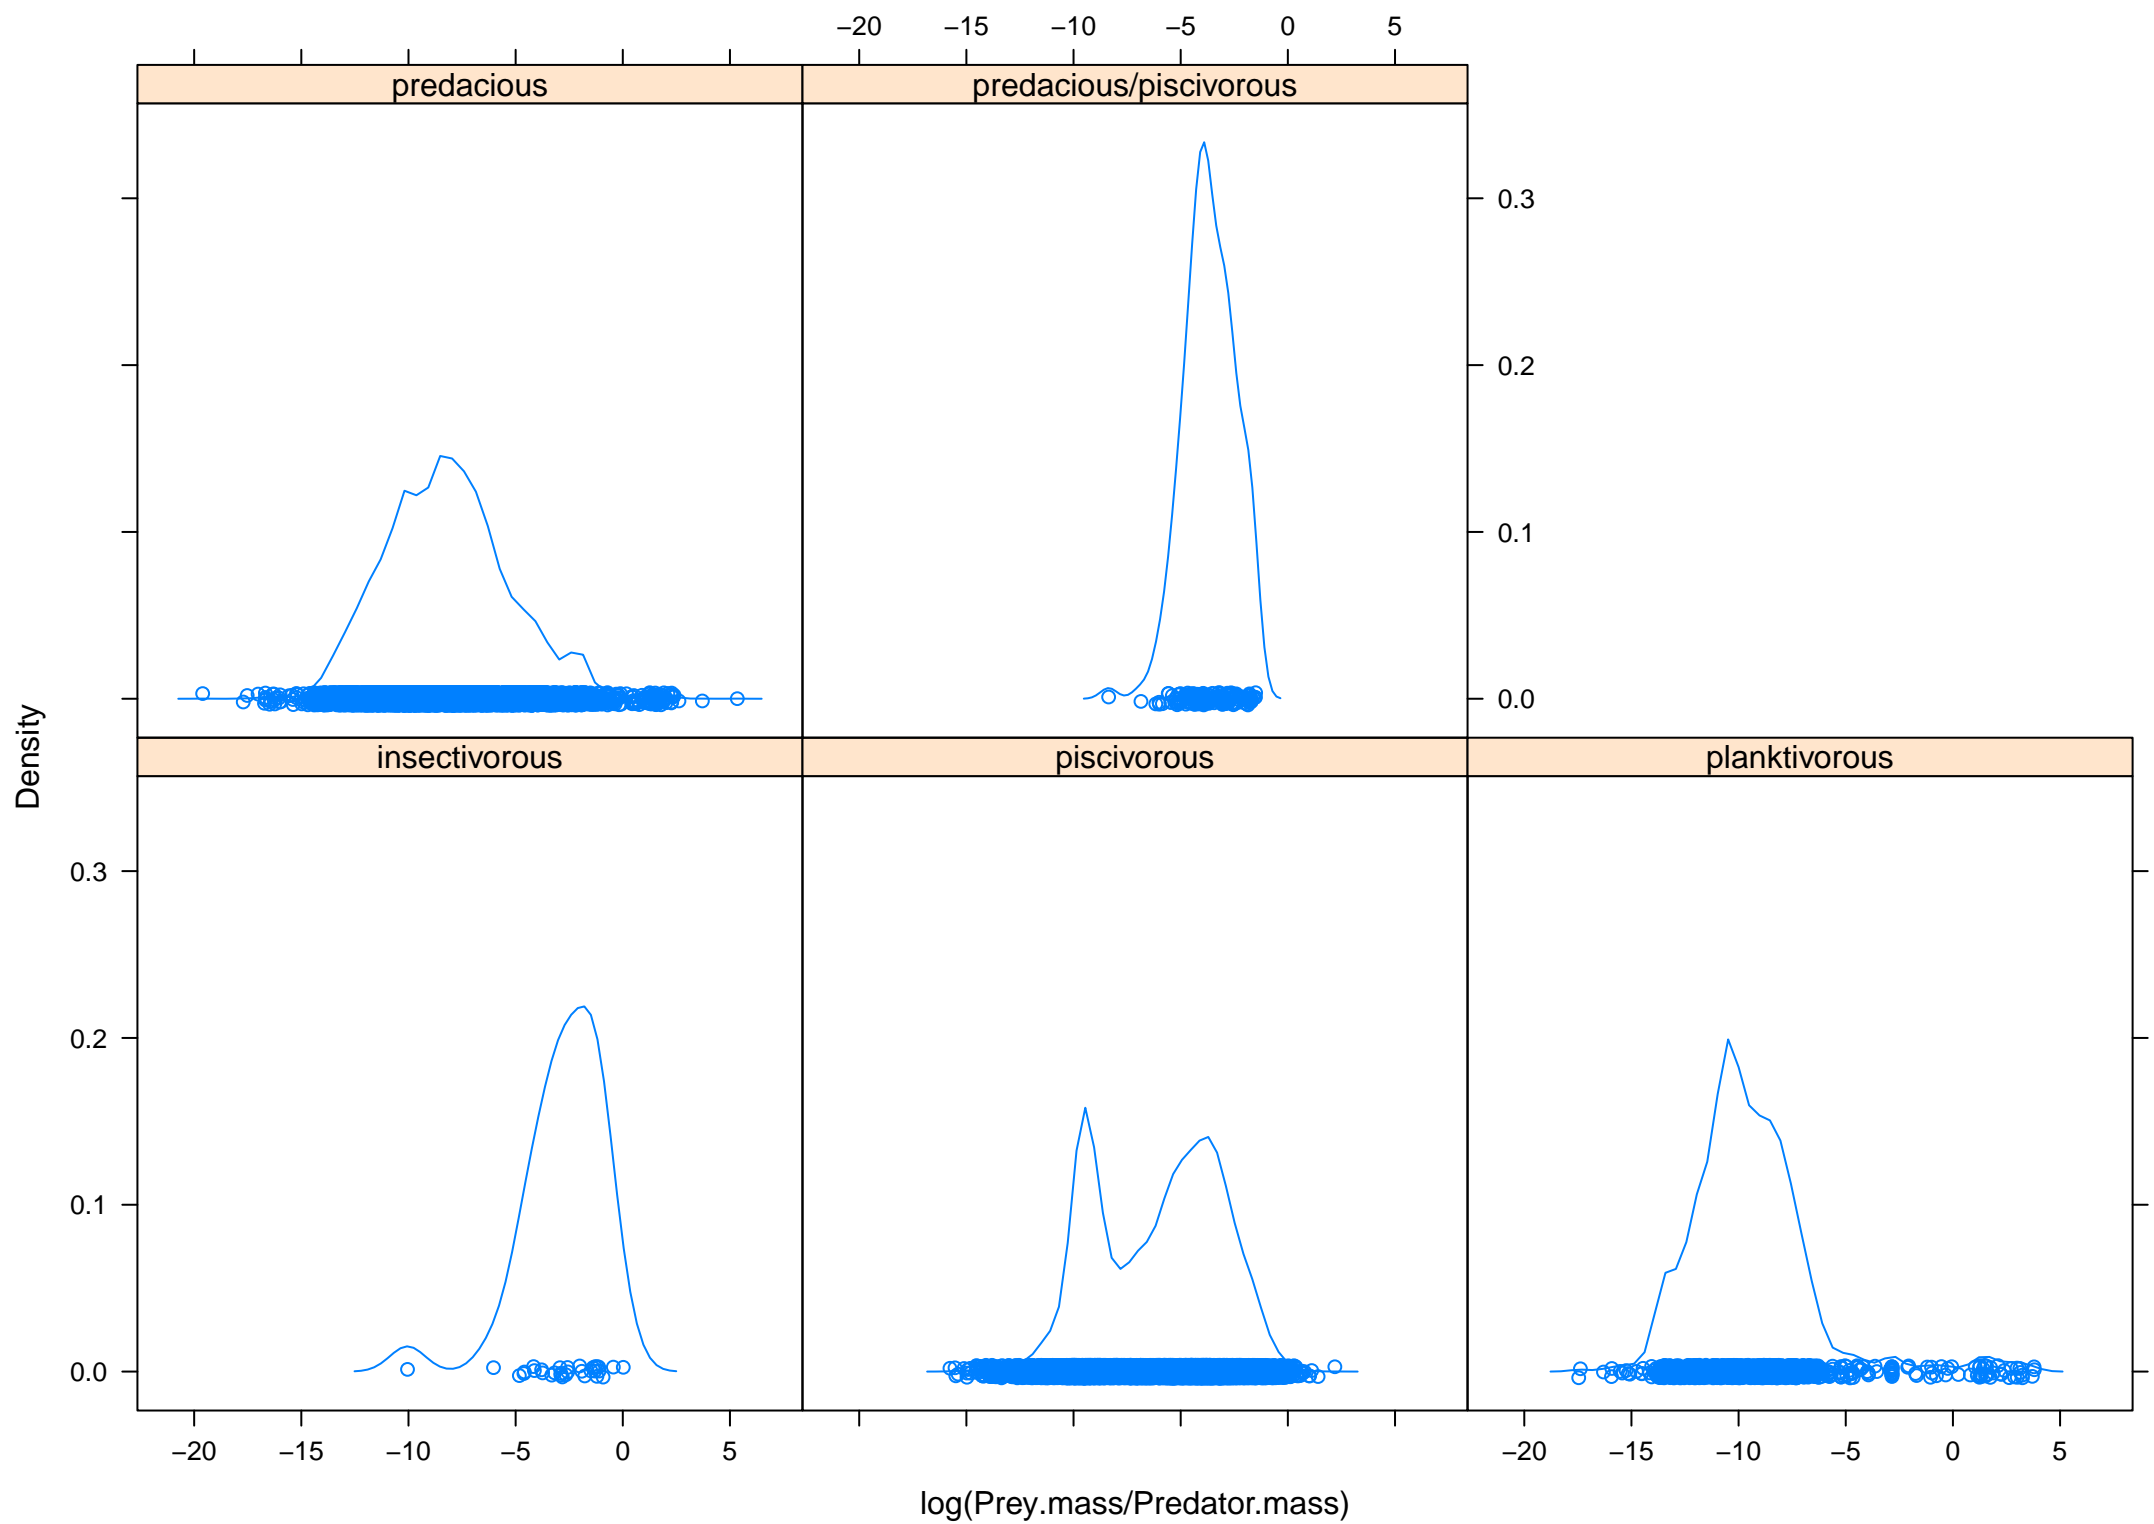 −20 −15 −10 −5 0 5
predacious predacious/piscivorous
0.3
0.2
0.1
0.0
Density
insectivorous piscivorous planktivorous
0.3
0.2
0.1
0.0
−20 −15 −10 −5 0 5 −20 −15 −10 −5 0 5
log(Prey.mass/Predator.mass)